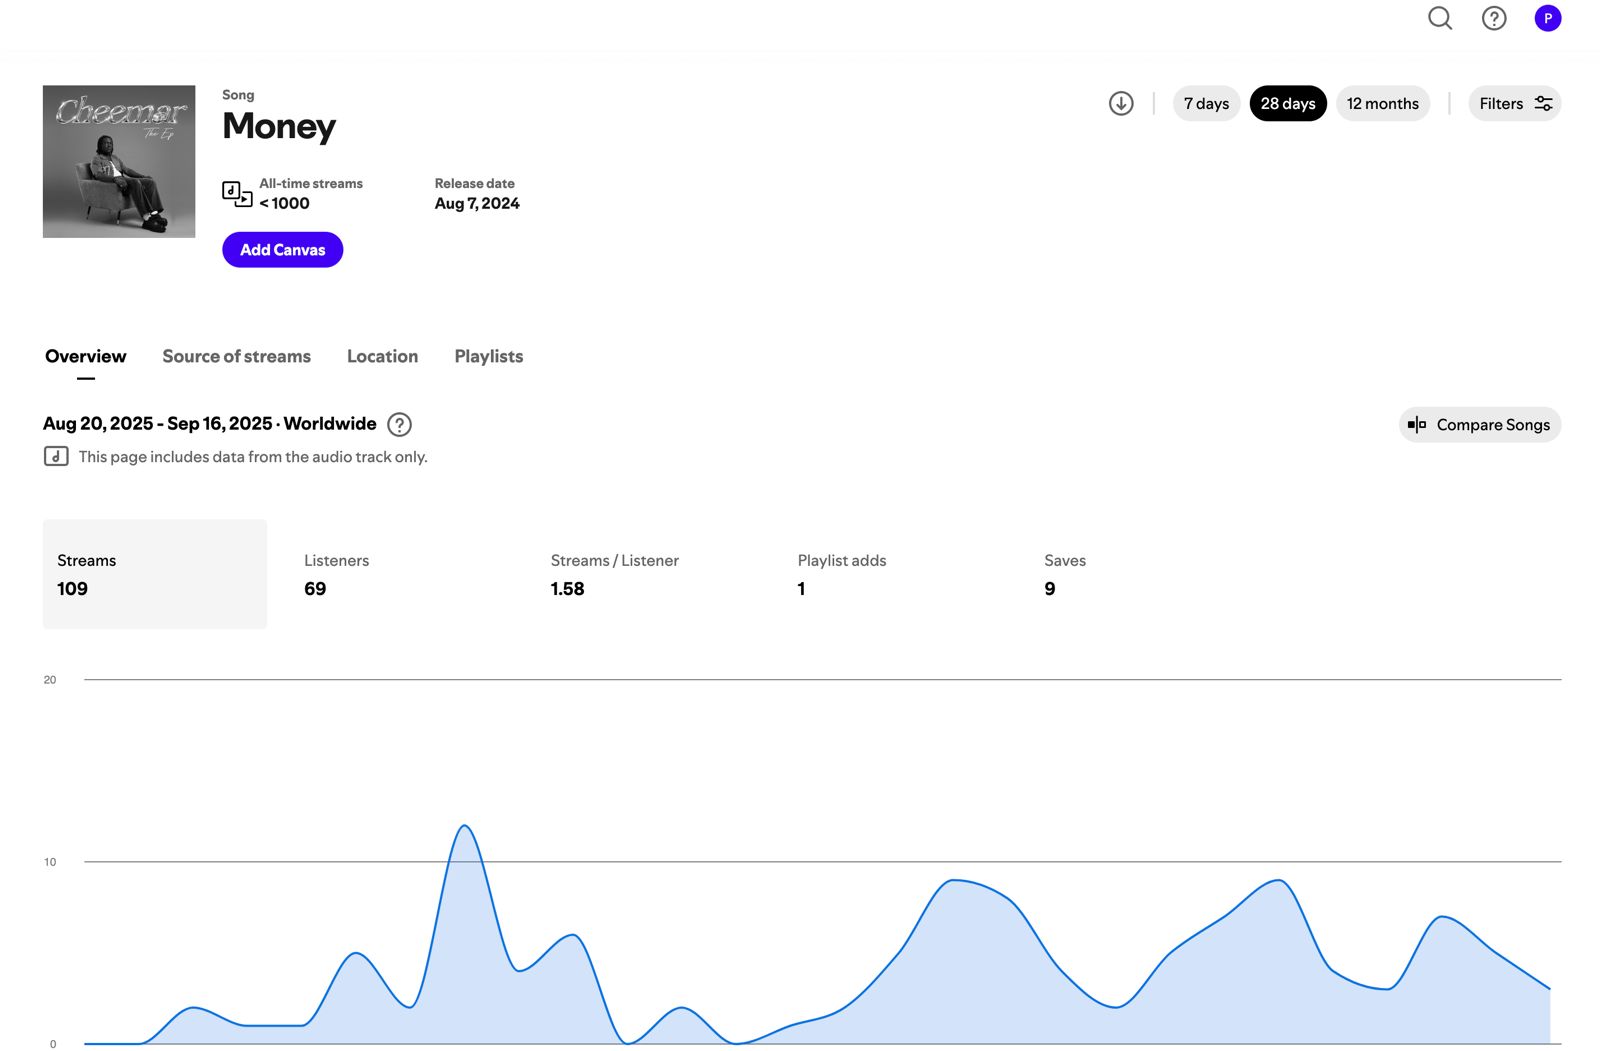 P
Cheemar
The Ep
Song
Money
All-time streams
< 1000
Release date
Aug 7, 2024
Add Canvas
7 days
28 days
12 months
Filters
Overview
Source of streams
Location
Playlists
Aug 20, 2025 - Sep 16, 2025 · Worldwide
?
This page includes data from the audio track only.
Compare Songs
Streams
109
Listeners
69
Streams / Listener
1.58
Playlist adds
1
Saves
9
20
10
0